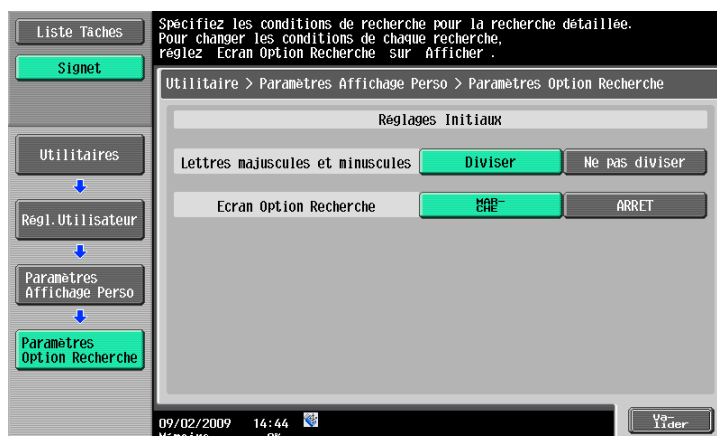 Liste Tâches
Signet
Utilitaires
Régl.Utilisateur
Paramètres
Affichage Perso
Paramètres
Option Recherche
Spécifiez les conditions de recherche pour la recherche détaillée.
Pour changer les conditions de chaque recherche,
réglez Ecran Option Recherche sur Afficher .
Utilitaire > Paramètres Affichage Perso > Paramètres Option Recherche
Réglages Initiaux
Lettres majuscules et minuscules
Diviser
Ne pas diviser
Ecran Option Recherche
MAR-
CHE
ARRET
09/02/2009 14:44
Mémoire 0%
Va-
lider